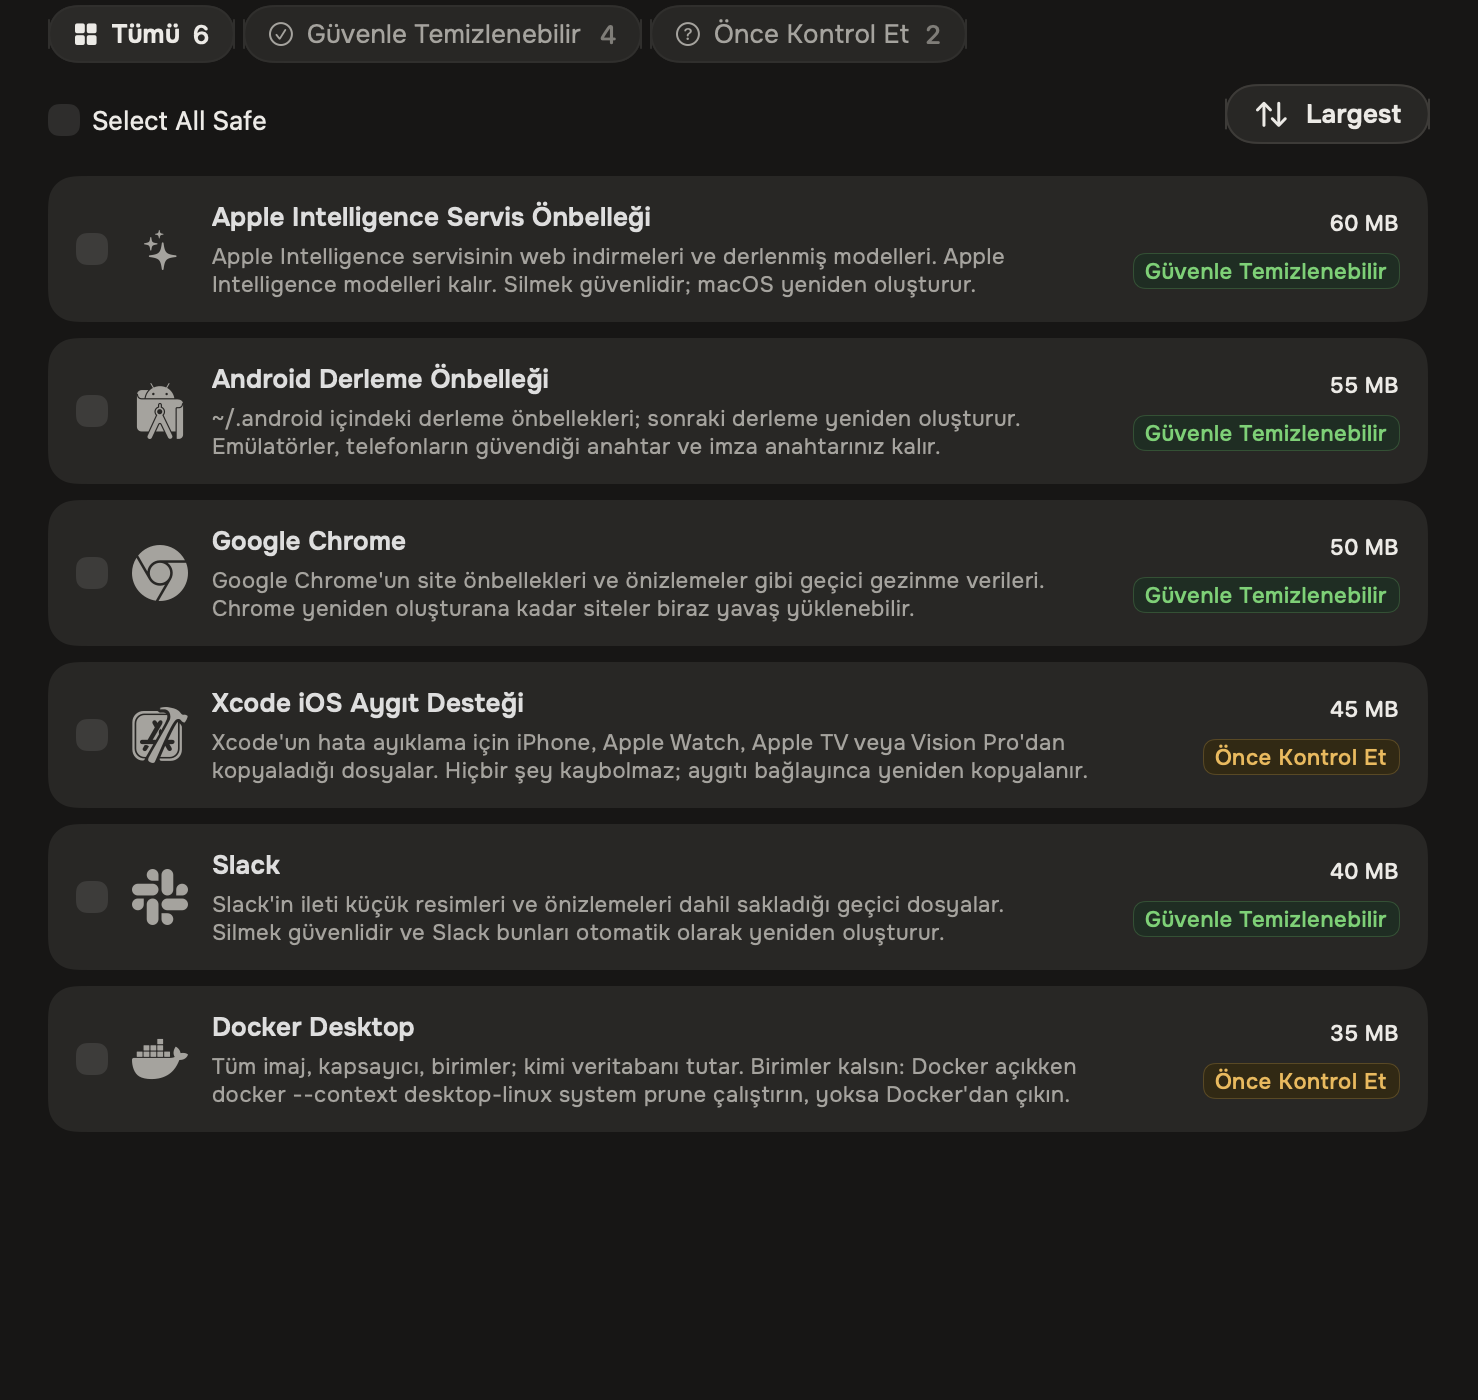 Tümü 6
Güvenle Temizlenebilir 4
Önce Kontrol Et 2
Select All Safe
Largest
Apple Intelligence Servis Önbelleği
60 MB
Apple Intelligence servisinin web indirmeleri ve derlenmiş modelleri. Apple
Intelligence modelleri kalır. Silmek güvenlidir; macOS yeniden oluşturur.
Güvenle Temizlenebilir
Android Derleme Önbelleği
55 MB
~/.android içindeki derleme önbellekleri; sonraki derleme yeniden oluşturur.
Emülatörler, telefonların güvendiği anahtar ve imza anahtarınız kalır.
Güvenle Temizlenebilir
Google Chrome
50 MB
Google Chrome'un site önbellekleri ve önizlemeler gibi geçici gezinme verileri.
Chrome yeniden oluşturana kadar siteler biraz yavaş yüklenebilir.
Güvenle Temizlenebilir
Xcode iOS Aygıt Desteği
45 MB
Xcode'un hata ayıklama için iPhone, Apple Watch, Apple TV veya Vision Pro'dan
kopyaladığı dosyalar. Hiçbir şey kaybolmaz; aygıtı bağlayınca yeniden kopyalanır.
Önce Kontrol Et
Slack
40 MB
Slack'in ileti küçük resimleri ve önizlemeleri dahil sakladığı geçici dosyalar.
Silmek güvenlidir ve Slack bunları otomatik olarak yeniden oluşturur.
Güvenle Temizlenebilir
Docker Desktop
35 MB
Tüm imaj, kapsayıcı, birimler; kimi veritabanı tutar. Birimler kalsın: Docker açıkken
docker --context desktop-linux system prune çalıştırın, yoksa Docker'dan çıkın.
Önce Kontrol Et